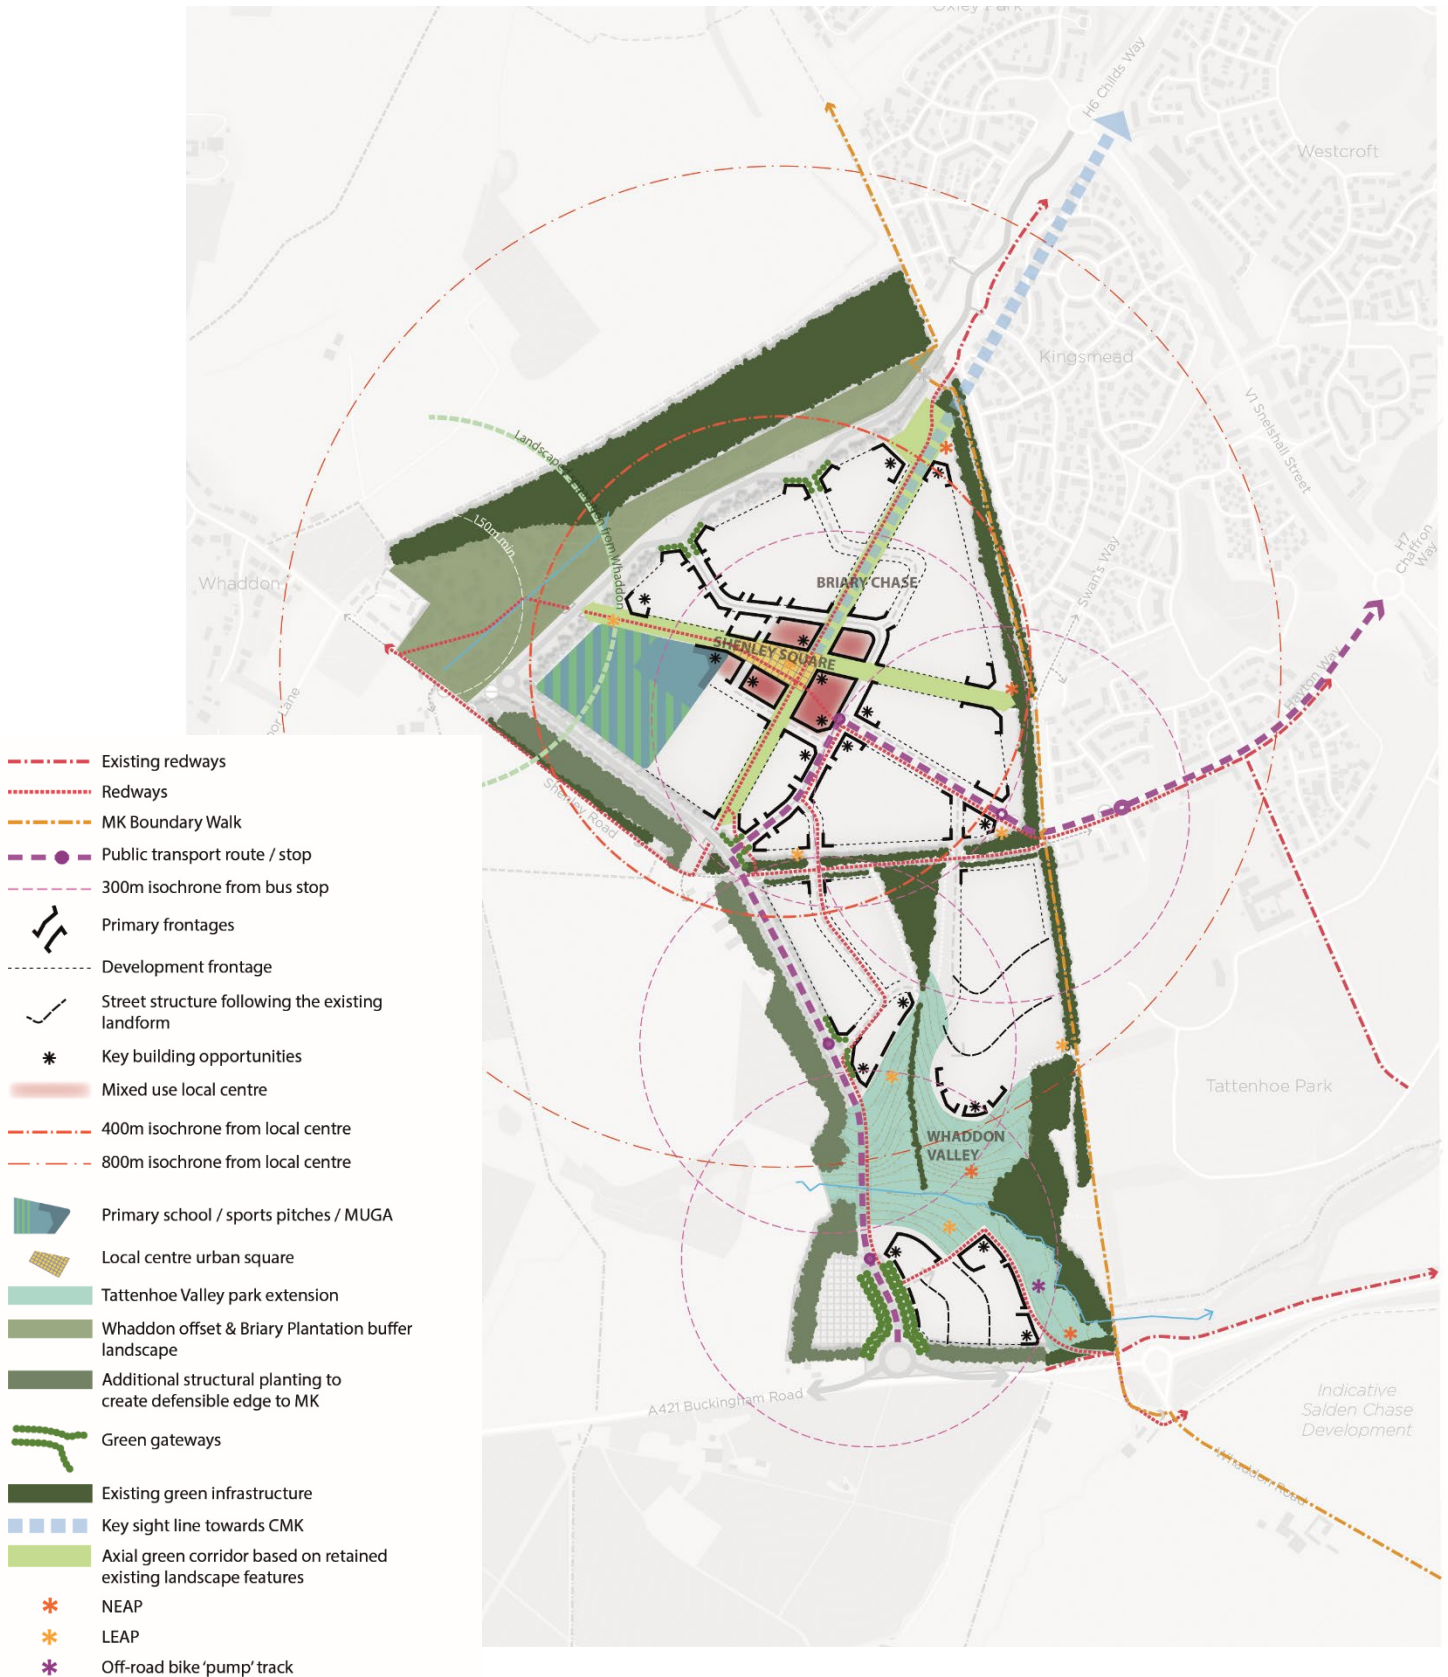 Oxley Park
H6 Childs Way
Westcroft
Kingsmead
V1 Snelshall Street
H7
Chaffron
Way
Landscape
from Whaddon
150m min
Whaddon
BRIARY CHASE
Swan's Way
SHENLEY SQUARE
Hayton Way
Lane
Shenley Road
Tattenhoe Park
WHADDON
VALLEY
A421 Buckingham Road
Indicative
Salden Chase
Development
Whaddon Road
Existing redways
Redways
MK Boundary Walk
Public transport route / stop
300m isochrone from bus stop
Primary frontages
Development frontage
Street structure following the existing
landform
Key building opportunities
Mixed use local centre
400m isochrone from local centre
800m isochrone from local centre
Primary school / sports pitches / MUGA
Local centre urban square
Tattenhoe Valley park extension
Whaddon offset & Briary Plantation buffer
landscape
Additional structural planting to
create defensible edge to MK
Green gateways
Existing green infrastructure
Key sight line towards CMK
Axial green corridor based on retained
existing landscape features
NEAP
LEAP
Off-road bike ‘pump’ track